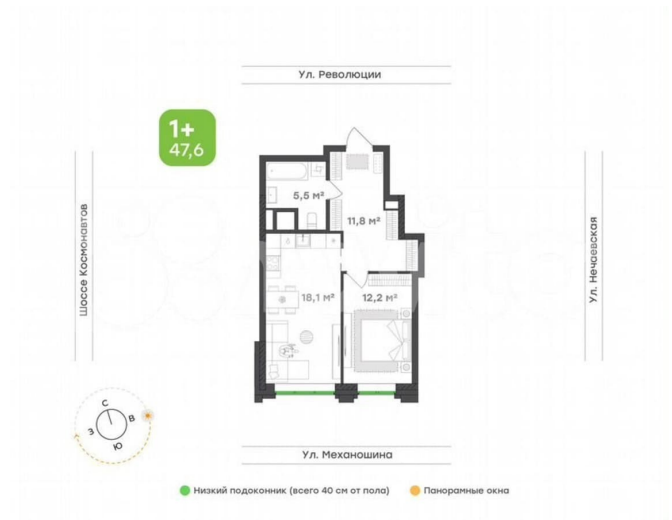 Ул. Революции
1+
47,6
5,5 м²
11,8 м²
Шоссе Космонавтов
Ул. Нечаевская
18,1 м²
12,2 м²
С
В
З
Ю
Ул. Механошина
Низкий подоконник (всего 40 см от пола)
Панорамные окна